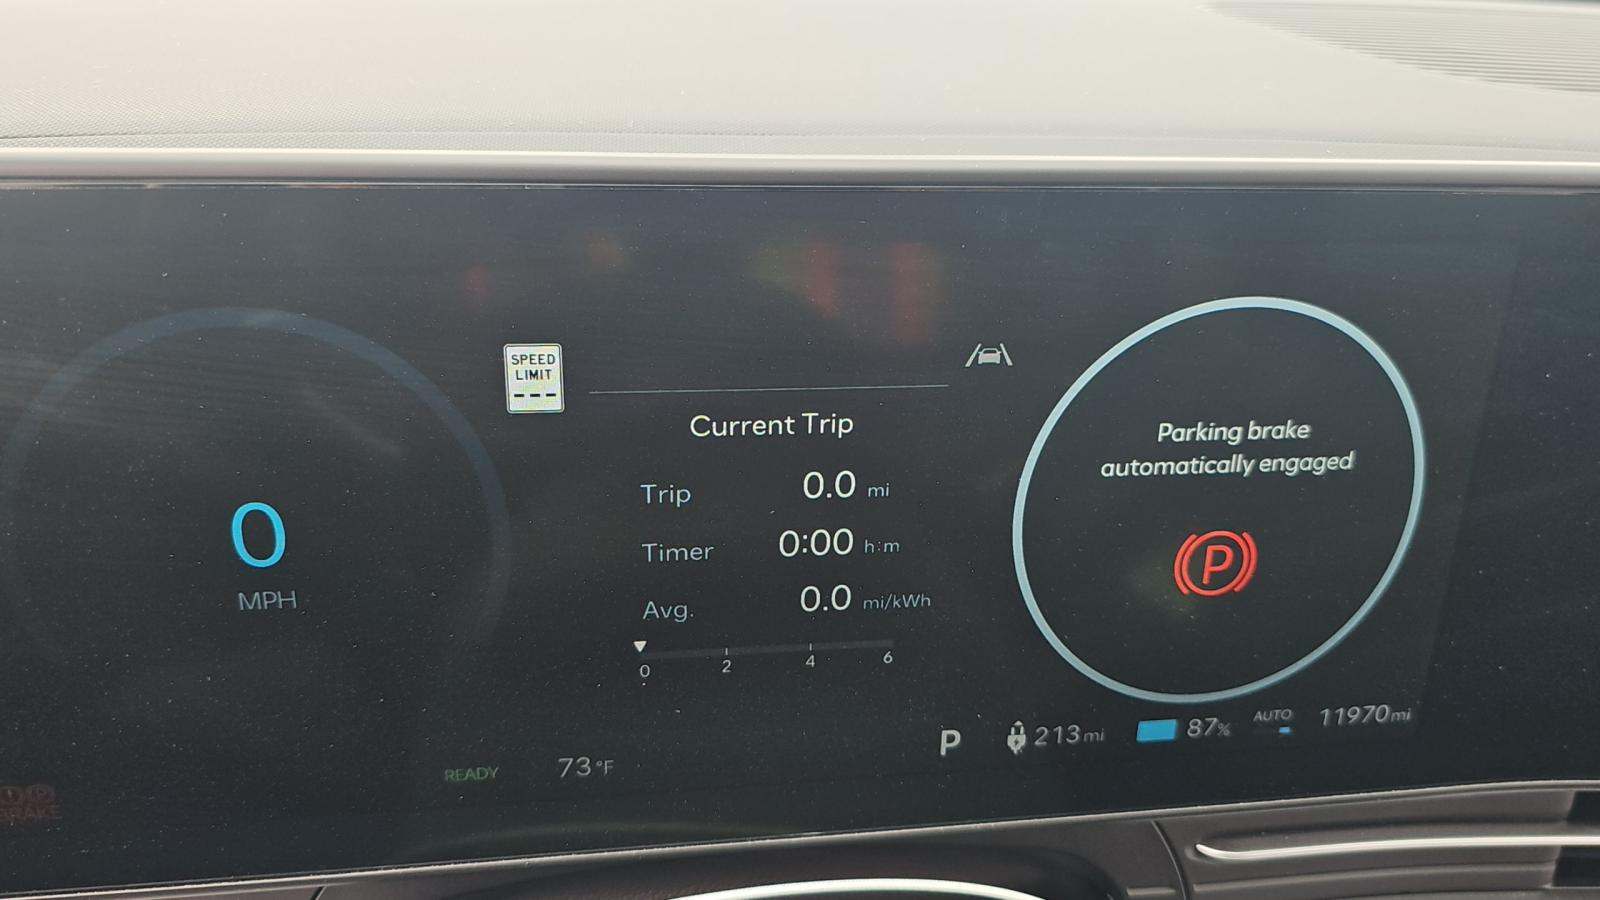 SPEED
LIMIT
---
Current Trip
Trip 0.0 mi
Timer 0:00 h:m
Avg. 0.0 mi/kWh
0 2 4 6
0
MPH
Parking brake
automatically engaged
P
READY 73°F
P 213mi 87% AUTO 11970mi
BRAKE